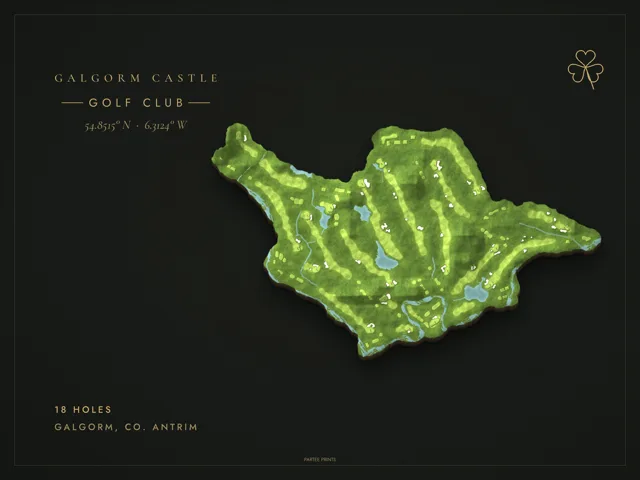 GALGORM CASTLE
GOLF CLUB
54.8515° N · 6.3124° W
18 HOLES
GALGORM, CO. ANTRIM
PARTEE PRINTS